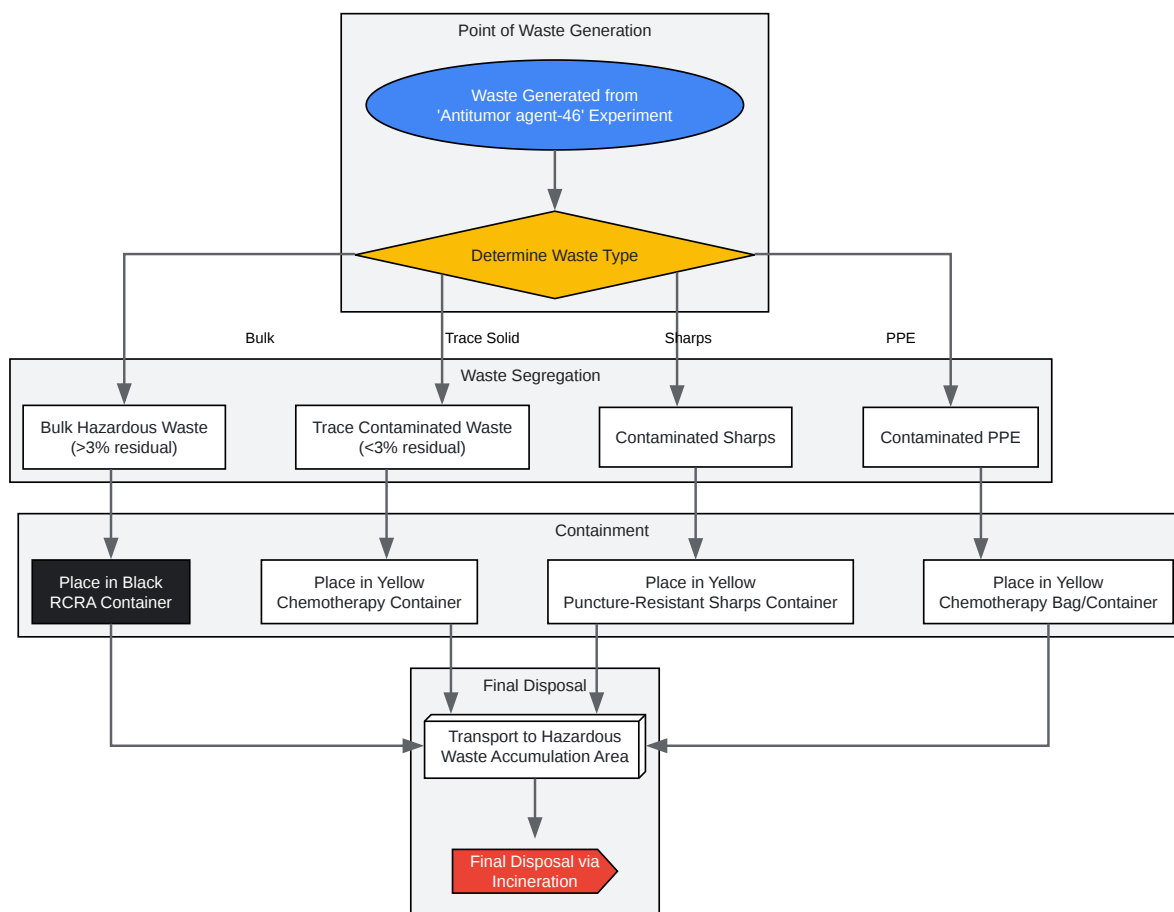 Point of Waste Generation
Waste Generated from
'Antitumor agent-46' Experiment
Determine Waste Type
Bulk
Trace Solid
Sharps
PPE
Waste Segregation
Bulk Hazardous Waste
(>3% residual)
Trace Contaminated Waste
(<3% residual)
Contaminated Sharps
Contaminated PPE
Containment
Place in Black
RCRA Container
Place in Yellow
Chemotherapy Container
Place in Yellow
Puncture-Resistant Sharps Container
Place in Yellow
Chemotherapy Bag/Container
Final Disposal
Transport to Hazardous
Waste Accumulation Area
Final Disposal via
Incineration